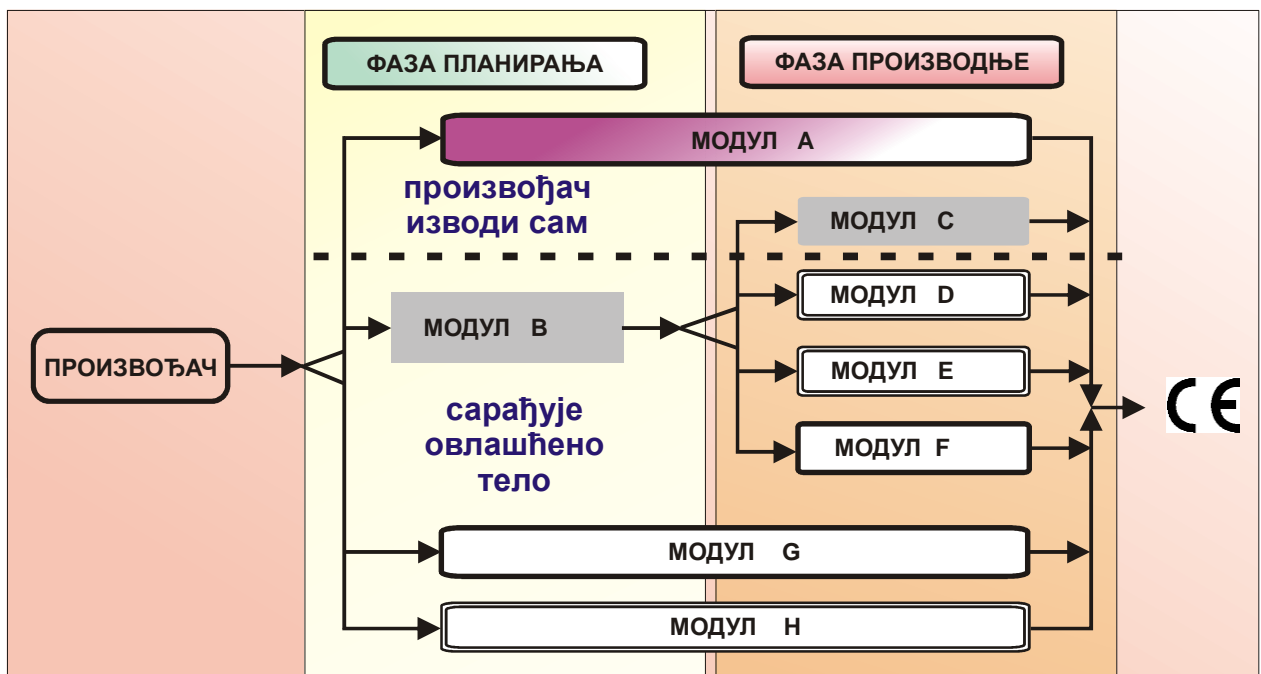 ФАЗА ПЛАНИРАЊА
ФАЗА ПРОИЗВОДЊЕ
МОДУЛ A
произвођач
изводи сам
МОДУЛ C
МОДУЛ D
МОДУЛ B
ПРОИЗВОЂАЧ
МОДУЛ E
сарађује
овлашћено
тело
CE
МОДУЛ F
МОДУЛ G
МОДУЛ H